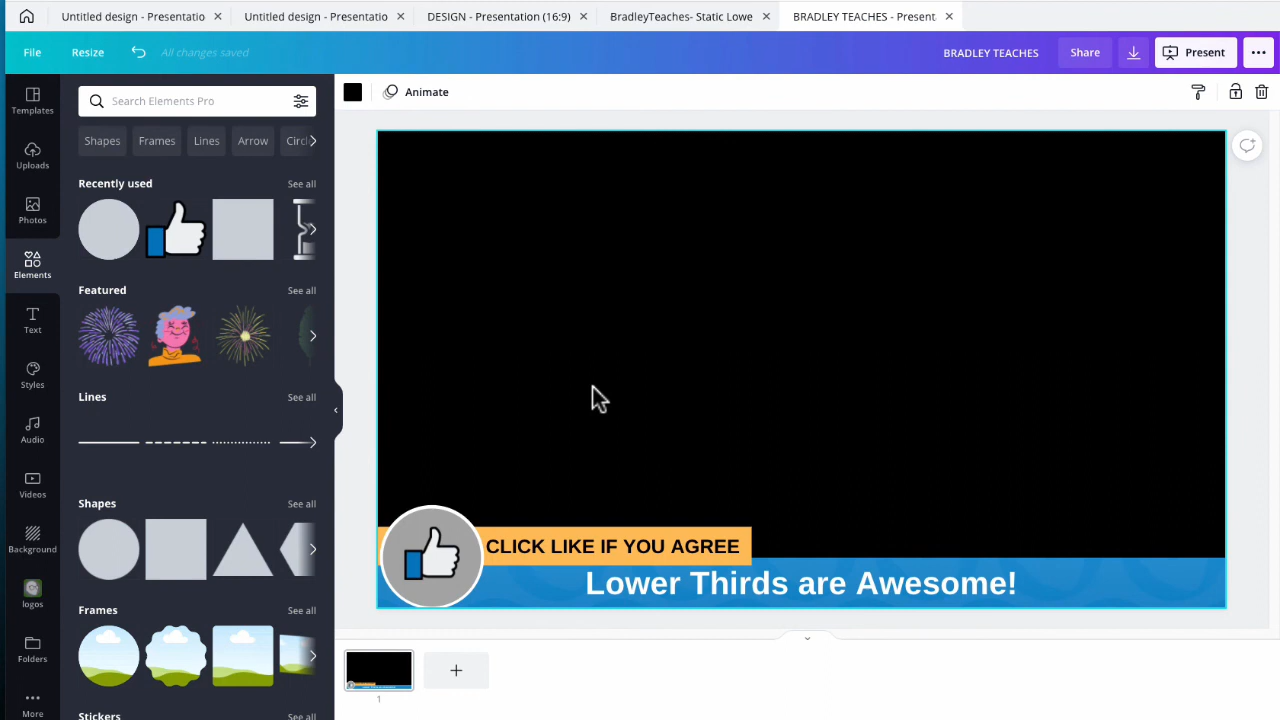 Untitled design - Presentatio Untitled design - Presentatio DESIGN - Presentation (16:9) BradleyTeaches- Static Lowe BRADLEY TEACHES - Present
File Resize All changes saved BRADLEY TEACHES Share Present
Templates
Uploads
Photos
Elements
Text
Styles
Audio
Videos
Background
logos
Folders
More
Search Elements Pro
Shapes Frames Lines Arrow Circl
Recently used See all
Featured See all
Lines See all
Shapes See all
Frames See all
Stickers See all
Animate
CLICK LIKE IF YOU AGREE
Lower Thirds are Awesome!
1